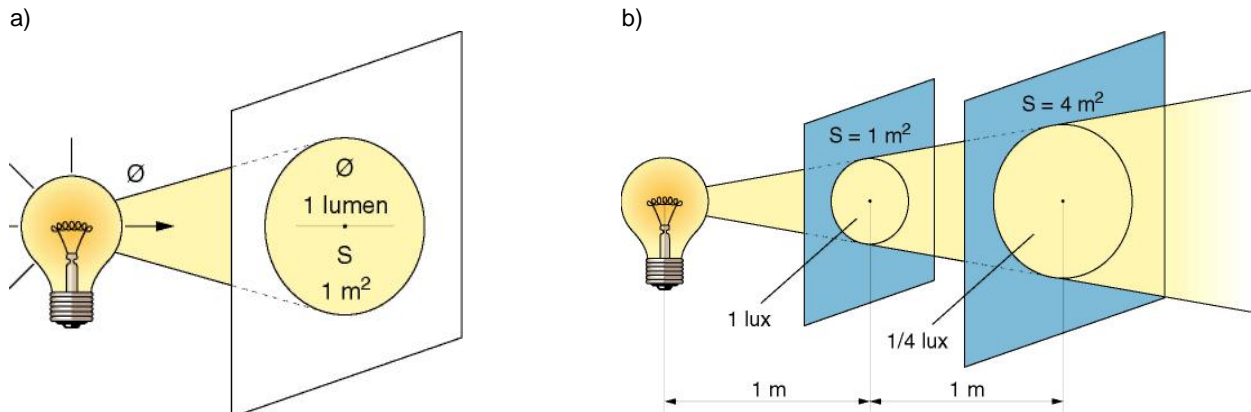 a)
Ø
Ø
1 lumen
S
1 m²
b)
S = 1 m²
S = 4 m²
1 lux
1/4 lux
1 m
1 m